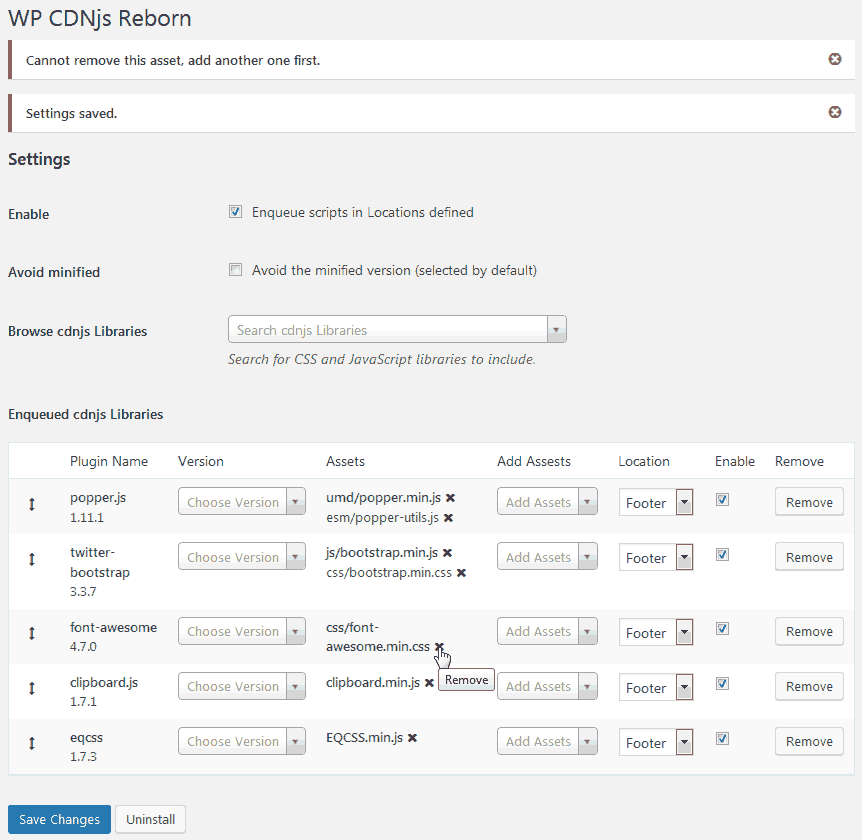 WP CDNjs Reborn
Cannot remove this asset, add another one first.
Settings saved.
Settings
Enable
Enqueue scripts in Locations defined
Avoid minified
Avoid the minified version (selected by default)
Browse cdnjs Libraries
Search cdnjs Libraries
Search for CSS and JavaScript libraries to include.
Enqueued cdnjs Libraries
Plugin Name Version Assets Add Assests Location Enable Remove
popper.js Choose Version umd/popper.min.js Add Assets Footer Remove
1.11.1 esm/popper-utils.js
twitter- Choose Version js/bootstrap.min.js Add Assets Footer Remove
bootstrap css/bootstrap.min.css
3.3.7
font-awesome Choose Version css/font- Add Assets Footer Remove
4.7.0 awesome.min.css
Remove
clipboard.js Choose Version clipboard.min.js Add Assets Footer Remove
1.7.1
eqcss Choose Version EQCSS.min.js Add Assets Footer Remove
1.7.3
Save Changes Uninstall